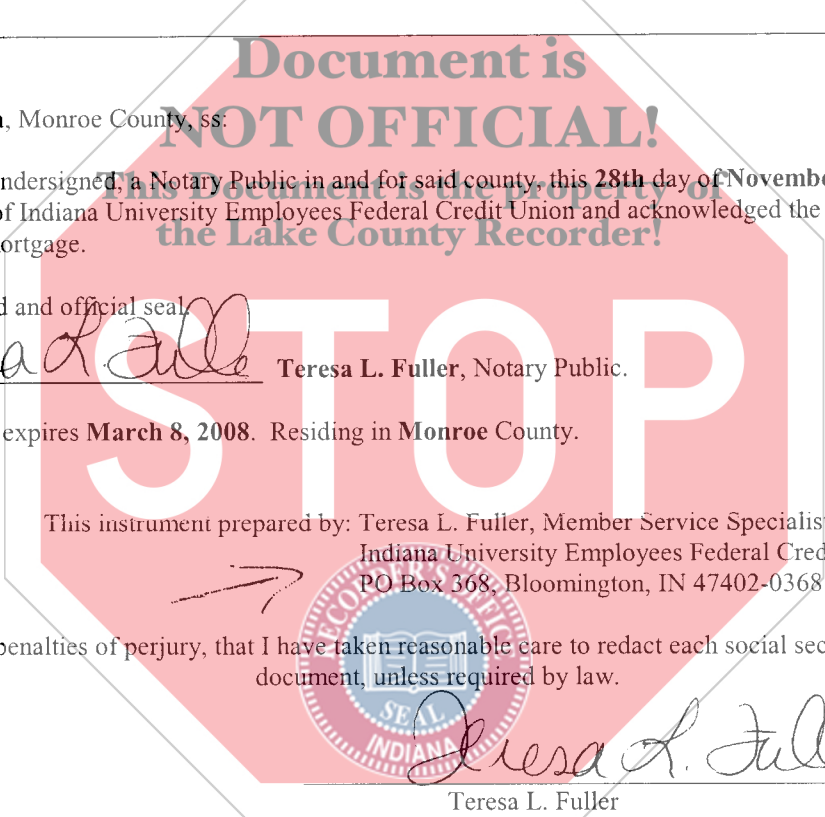 Document is
NOT OFFICIAL!
, Monroe County, ss:
ndersigned, a Notary Public in and for said county, this 28th day of Novembe
This Document is the property of
of Indiana University Employees Federal Credit Union and acknowledged the
the Lake County Recorder!
ortgage.
d and official seal.
a L. Fuller
Teresa L. Fuller, Notary Public.
STOP
expires March 8, 2008. Residing in Monroe County.
This instrument prepared by: Teresa L. Fuller, Member Service Specialis
Indiana University Employees Federal Cred
PO Box 368, Bloomington, IN 47402-0368
RECORDER'S OFFICE
penalties of perjury, that I have taken reasonable care to redact each social sec
document, unless required by law.
SEAL
INDIANA
Teresa L. Full
Teresa L. Fuller